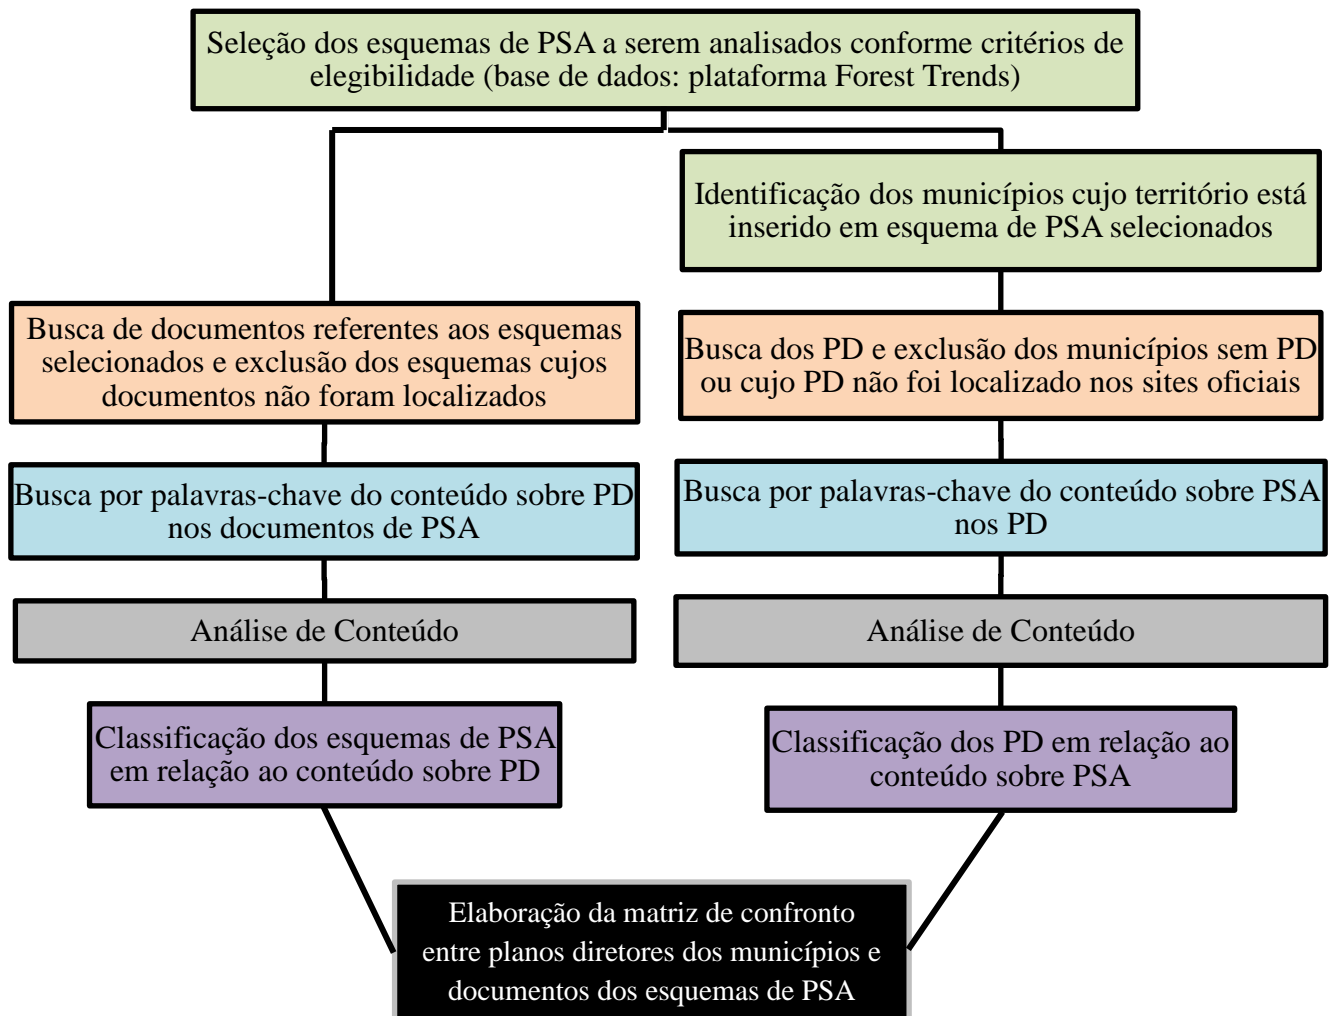 Seleção dos esquemas de PSA a serem analisados conforme critérios de
elegibilidade (base de dados: plataforma Forest Trends)
Identificação dos municípios cujo território está
inserido em esquema de PSA selecionados
Busca de documentos referentes aos esquemas
selecionados e exclusão dos esquemas cujos
documentos não foram localizados
Busca dos PD e exclusão dos municípios sem PD
ou cujo PD não foi localizado nos sites oficiais
Busca por palavras-chave do conteúdo sobre PD
nos documentos de PSA
Busca por palavras-chave do conteúdo sobre PSA
nos PD
Análise de Conteúdo
Análise de Conteúdo
Classificação dos esquemas de PSA
em relação ao conteúdo sobre PD
Classificação dos PD em relação ao
conteúdo sobre PSA
Elaboração da matriz de confronto
entre planos diretores dos municípios e
documentos dos esquemas de PSA